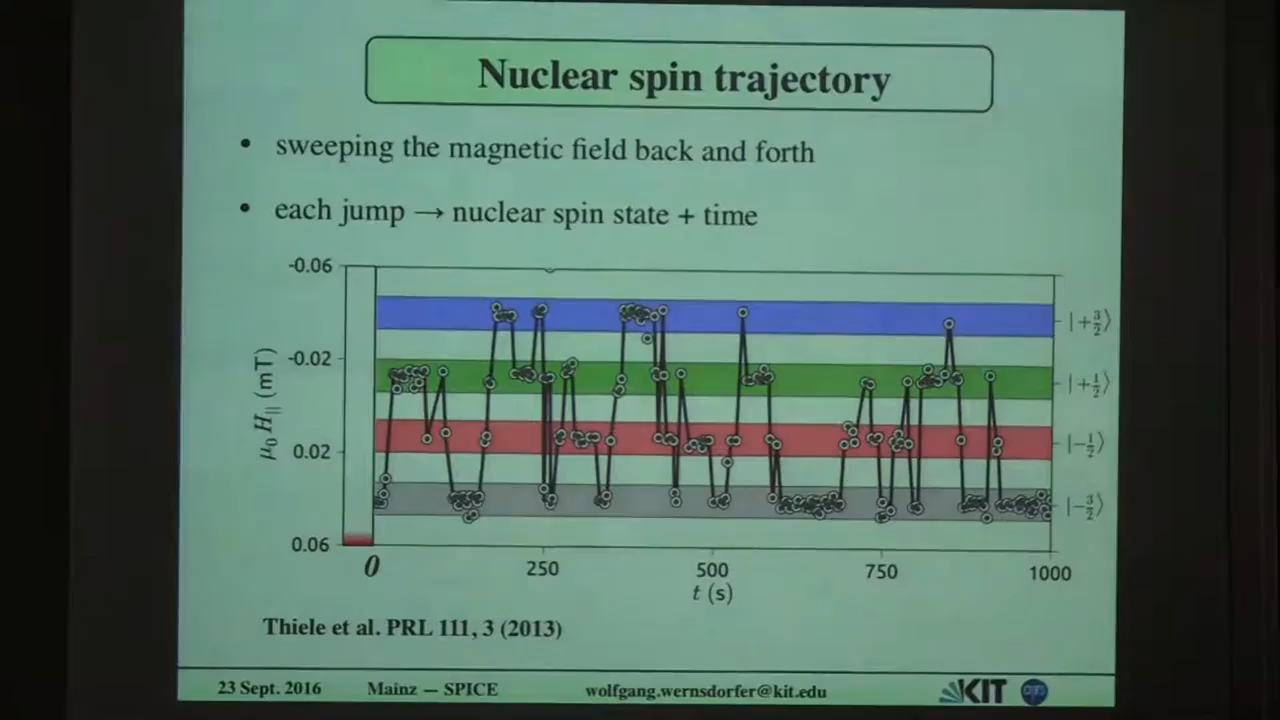 Nuclear spin trajectory
• sweeping the magnetic field back and forth
• each jump → nuclear spin state + time
-0.06
-0.02
0.02
0.06
μ₀H∥ (mT)
|+3/2⟩
|+1/2⟩
|−1/2⟩
|−3/2⟩
0 250 500 750 1000
t (s)
Thiele et al. PRL 111, 3 (2013)
23 Sept. 2016 Mainz — SPICE wolfgang.wernsdorfer@kit.edu KIT